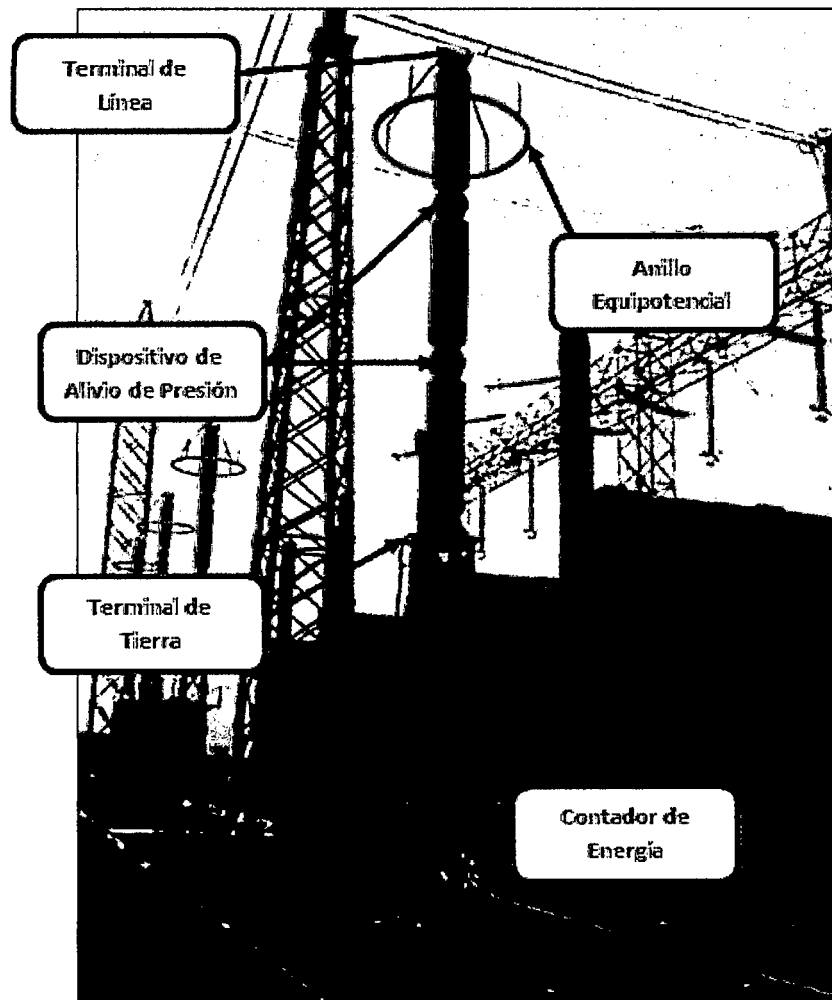 Terminal de
Línea
Anillo
Equipotencial
Dispositivo de
Alivio de Presión
Terminal de
Tierra
Contador de
Energía